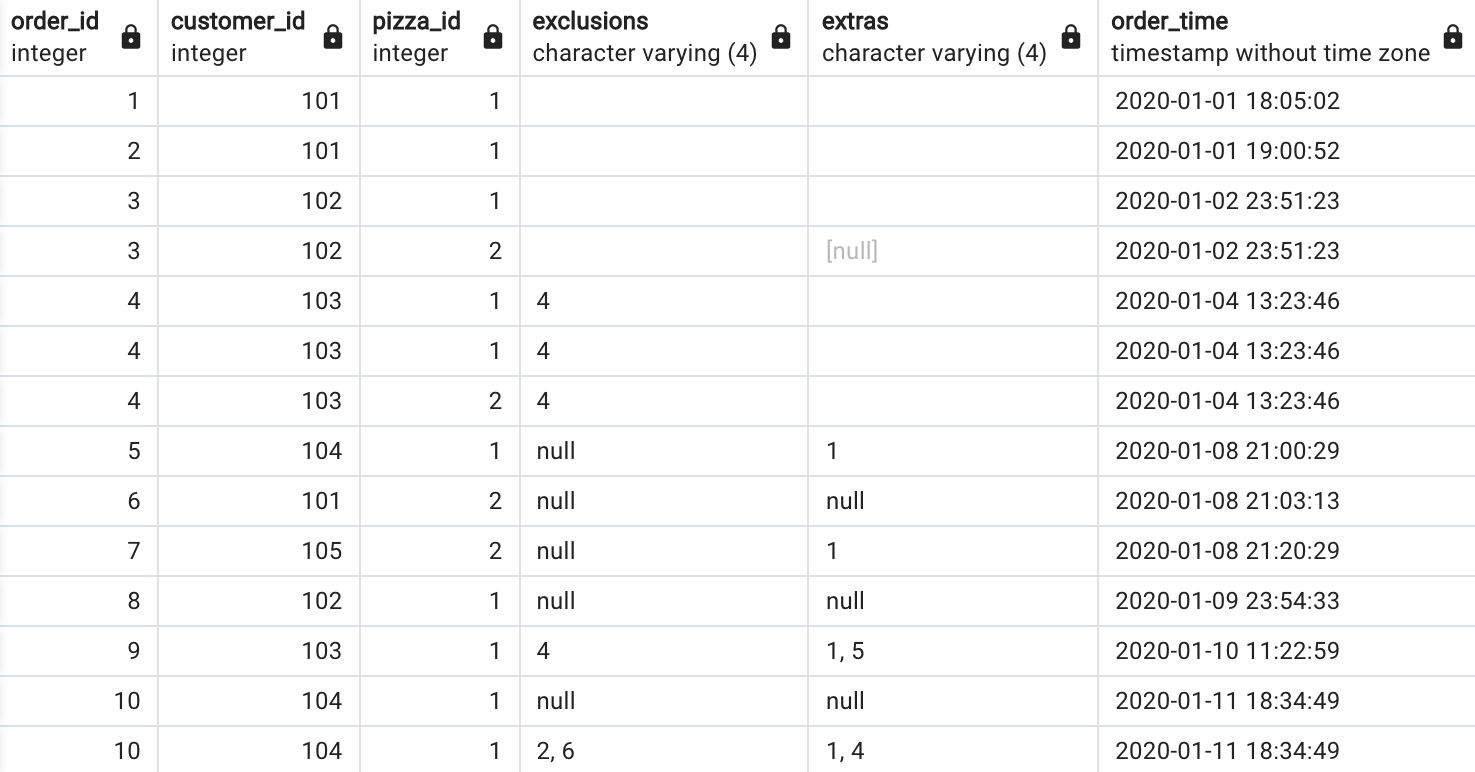 order_id customer_id pizza_id exclusions extras order_time
integer integer integer character varying (4) character varying (4) timestamp without time zone
1 101 1 2020-01-01 18:05:02
2 101 1 2020-01-01 19:00:52
3 102 1 2020-01-02 23:51:23
3 102 2 [null] 2020-01-02 23:51:23
4 103 1 4 2020-01-04 13:23:46
4 103 1 4 2020-01-04 13:23:46
4 103 2 4 2020-01-04 13:23:46
5 104 1 null 1 2020-01-08 21:00:29
6 101 2 null null 2020-01-08 21:03:13
7 105 2 null 1 2020-01-08 21:20:29
8 102 1 null null 2020-01-09 23:54:33
9 103 1 4 1, 5 2020-01-10 11:22:59
10 104 1 null null 2020-01-11 18:34:49
10 104 1 2, 6 1, 4 2020-01-11 18:34:49